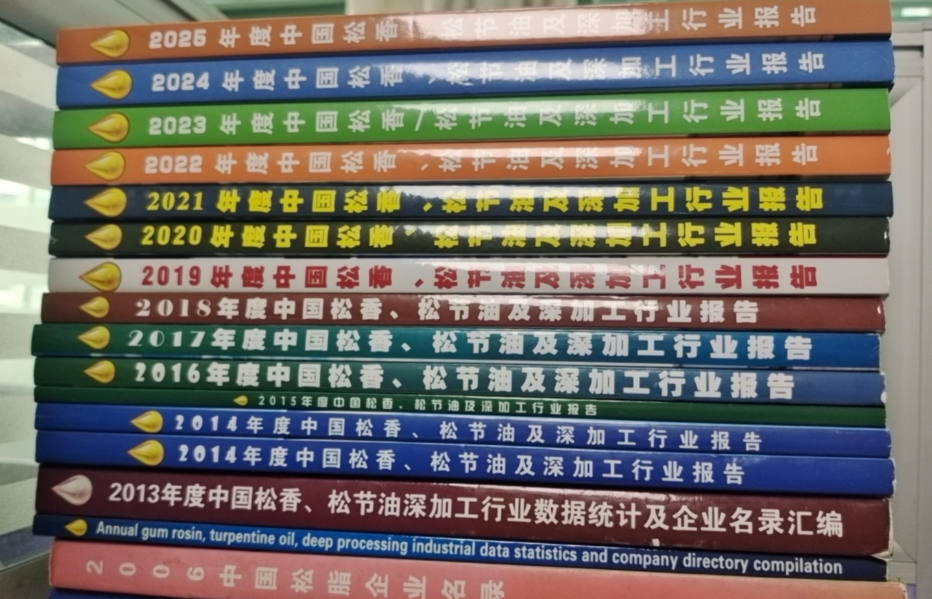 2025 年度中国松香、松节油及深加工行业报告
2024 年度中国松香、松节油及深加工行业报告
2023 年度中国松香、松节油及深加工行业报告
2022 年度中国松香、松节油及深加工行业报告
2021 年度中国松香、松节油及深加工行业报告
2020 年度中国松香、松节油及深加工行业报告
2019 年度中国松香、松节油及深加工行业报告
2018年度中国松香、松节油及深加工行业报告
2017年度中国松香、松节油及深加工行业报告
2016年度中国松香、松节油及深加工行业报告
2015年度中国松香、松节油及深加工行业报告
2014年度中国松香、松节油及深加工行业报告
2014年度中国松香、松节油及深加工行业报告
2013年度中国松香、松节油深加工行业数据统计及企业名录汇编
Annual gum rosin, turpentine oil, deep processing industrial data statistics and company directory compilation
2006中国松脂企业名录